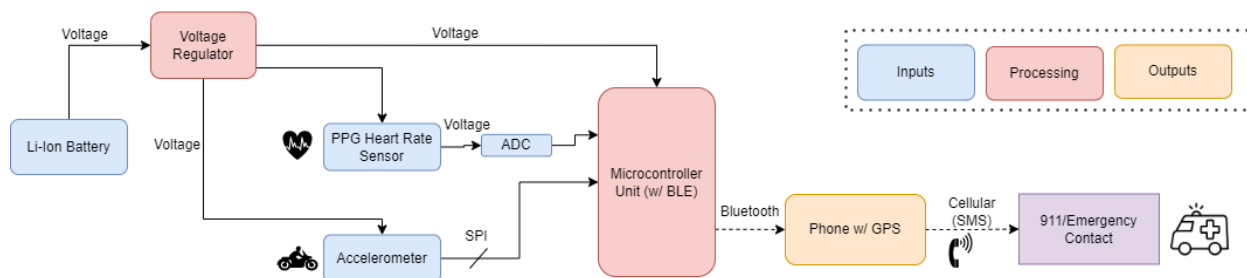 Voltage
Voltage
Regulator
Voltage
Inputs
Processing
Outputs
Li-Ion Battery
Voltage
PPG Heart Rate
Sensor
Voltage
ADC
Microcontroller
Unit (w/ BLE)
Accelerometer
SPI
Bluetooth
Phone w/ GPS
Cellular
(SMS)
911/Emergency
Contact